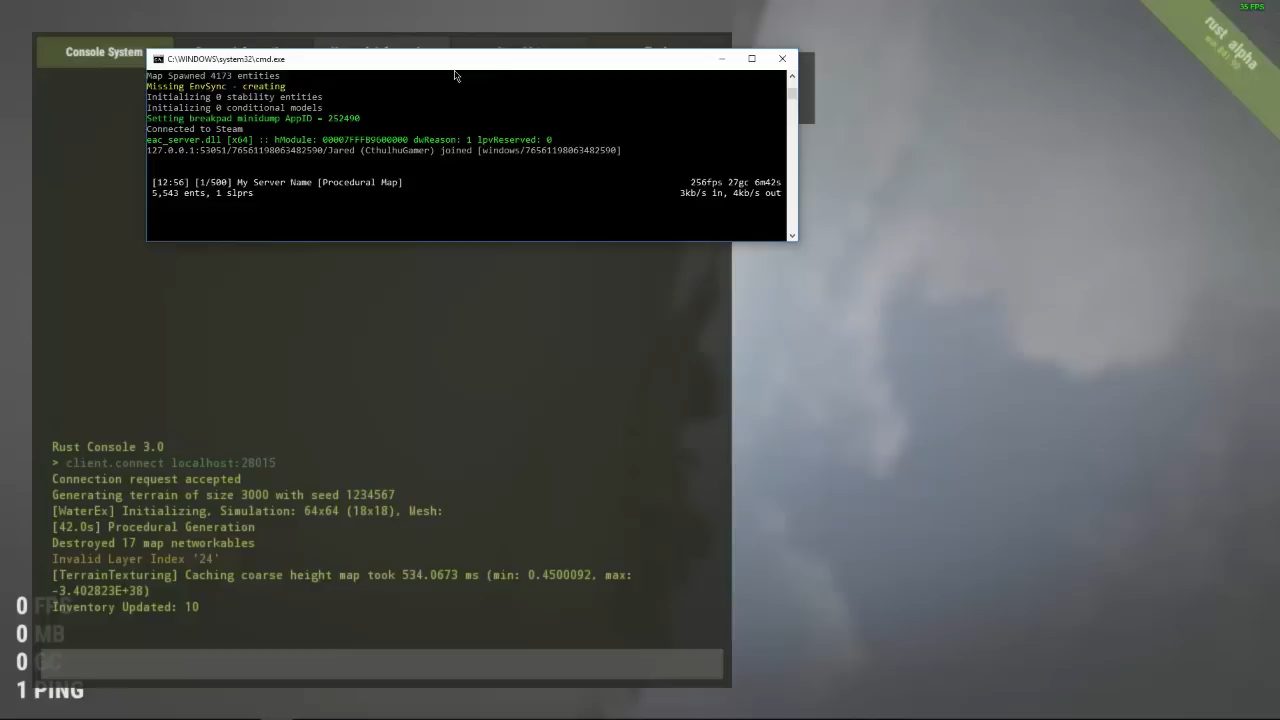 35 FPS
rust alpha
Console System
C:\WINDOWS\system32\cmd.exe
Map Spawned 4173 entities
Missing EnvSync - creating
Initializing 0 stability entities
Initializing 0 conditional models
Setting breakpad minidump AppID = 252490
Connected to Steam
eac_server.dll [x64] :: hModule: 00007FFFB9600000 dwReason: 1 lpvReserved: 0
127.0.0.1:53051/76561198063482590/Jared (CthulhuGamer) joined [windows/76561198063482590]
[12:56] [1/500] My Server Name [Procedural Map] 256fps 27gc 6m42s
5,543 ents, 1 slprs 3kb/s in, 4kb/s out
Rust Console 3.0
> client.connect localhost:28015
Connection request accepted
Generating terrain of size 3000 with seed 1234567
[WaterEx] Initializing, Simulation: 64x64 (18x18), Mesh:
[42.0s] Procedural Generation
Destroyed 17 map networkables
Invalid Layer Index '24'
[TerrainTexturing] Caching coarse height map took 534.0673 ms (min: 0.4500092, max:
-3.402823E+38)
Inventory Updated: 10
0 FPS
0 MB
0 GC
1 PING